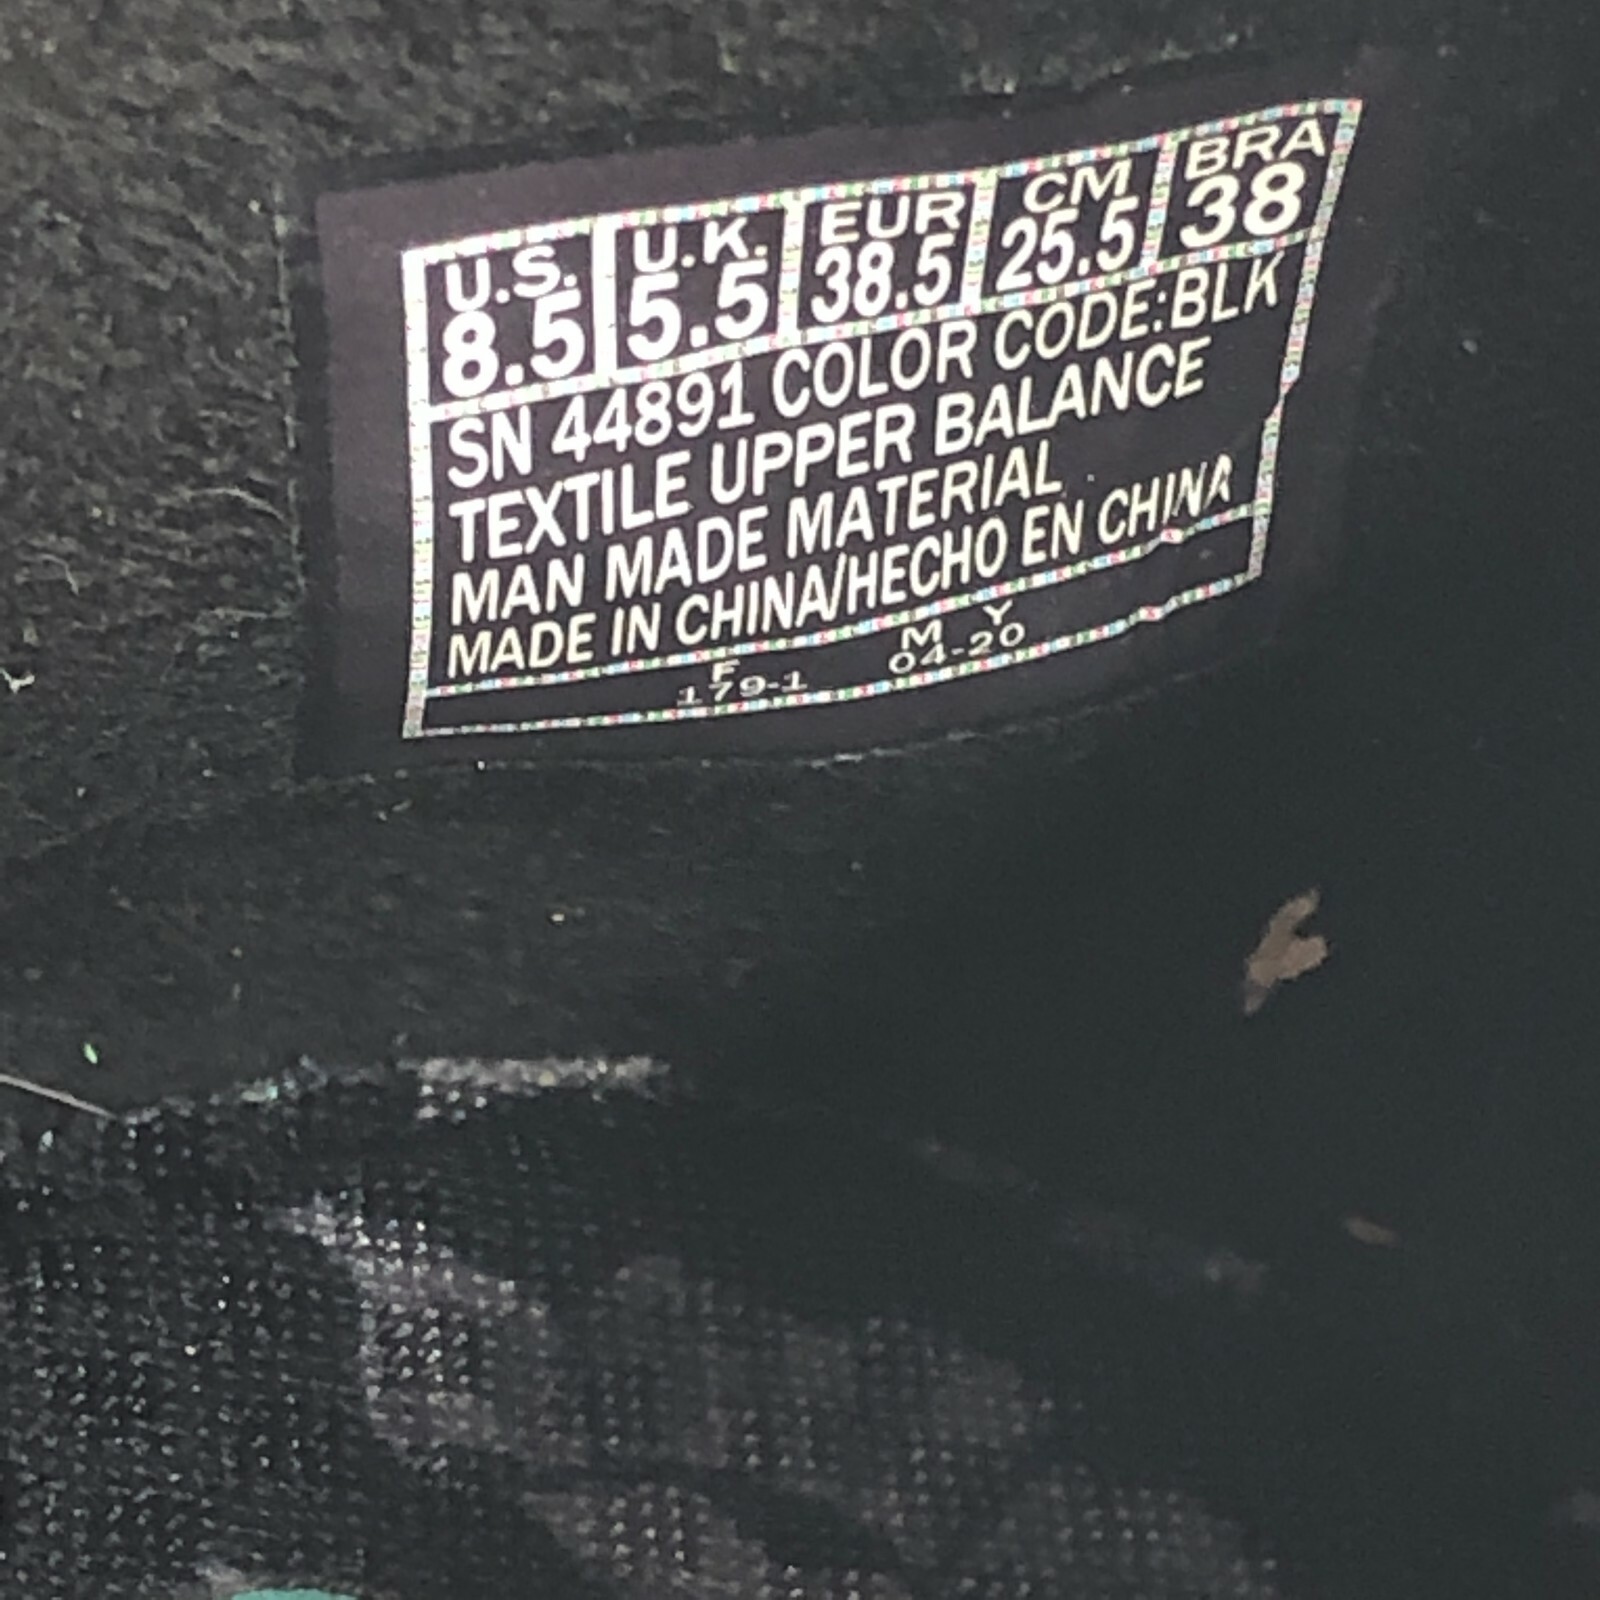 U.S. U.K. EUR CM BRA
8.5 5.5 38.5 25.5 38
SN 44891 COLOR CODE:BLK
TEXTILE UPPER BALANCE
MAN MADE MATERIAL
MADE IN CHINA/HECHO EN CHINA
F M Y
179-1 04-20